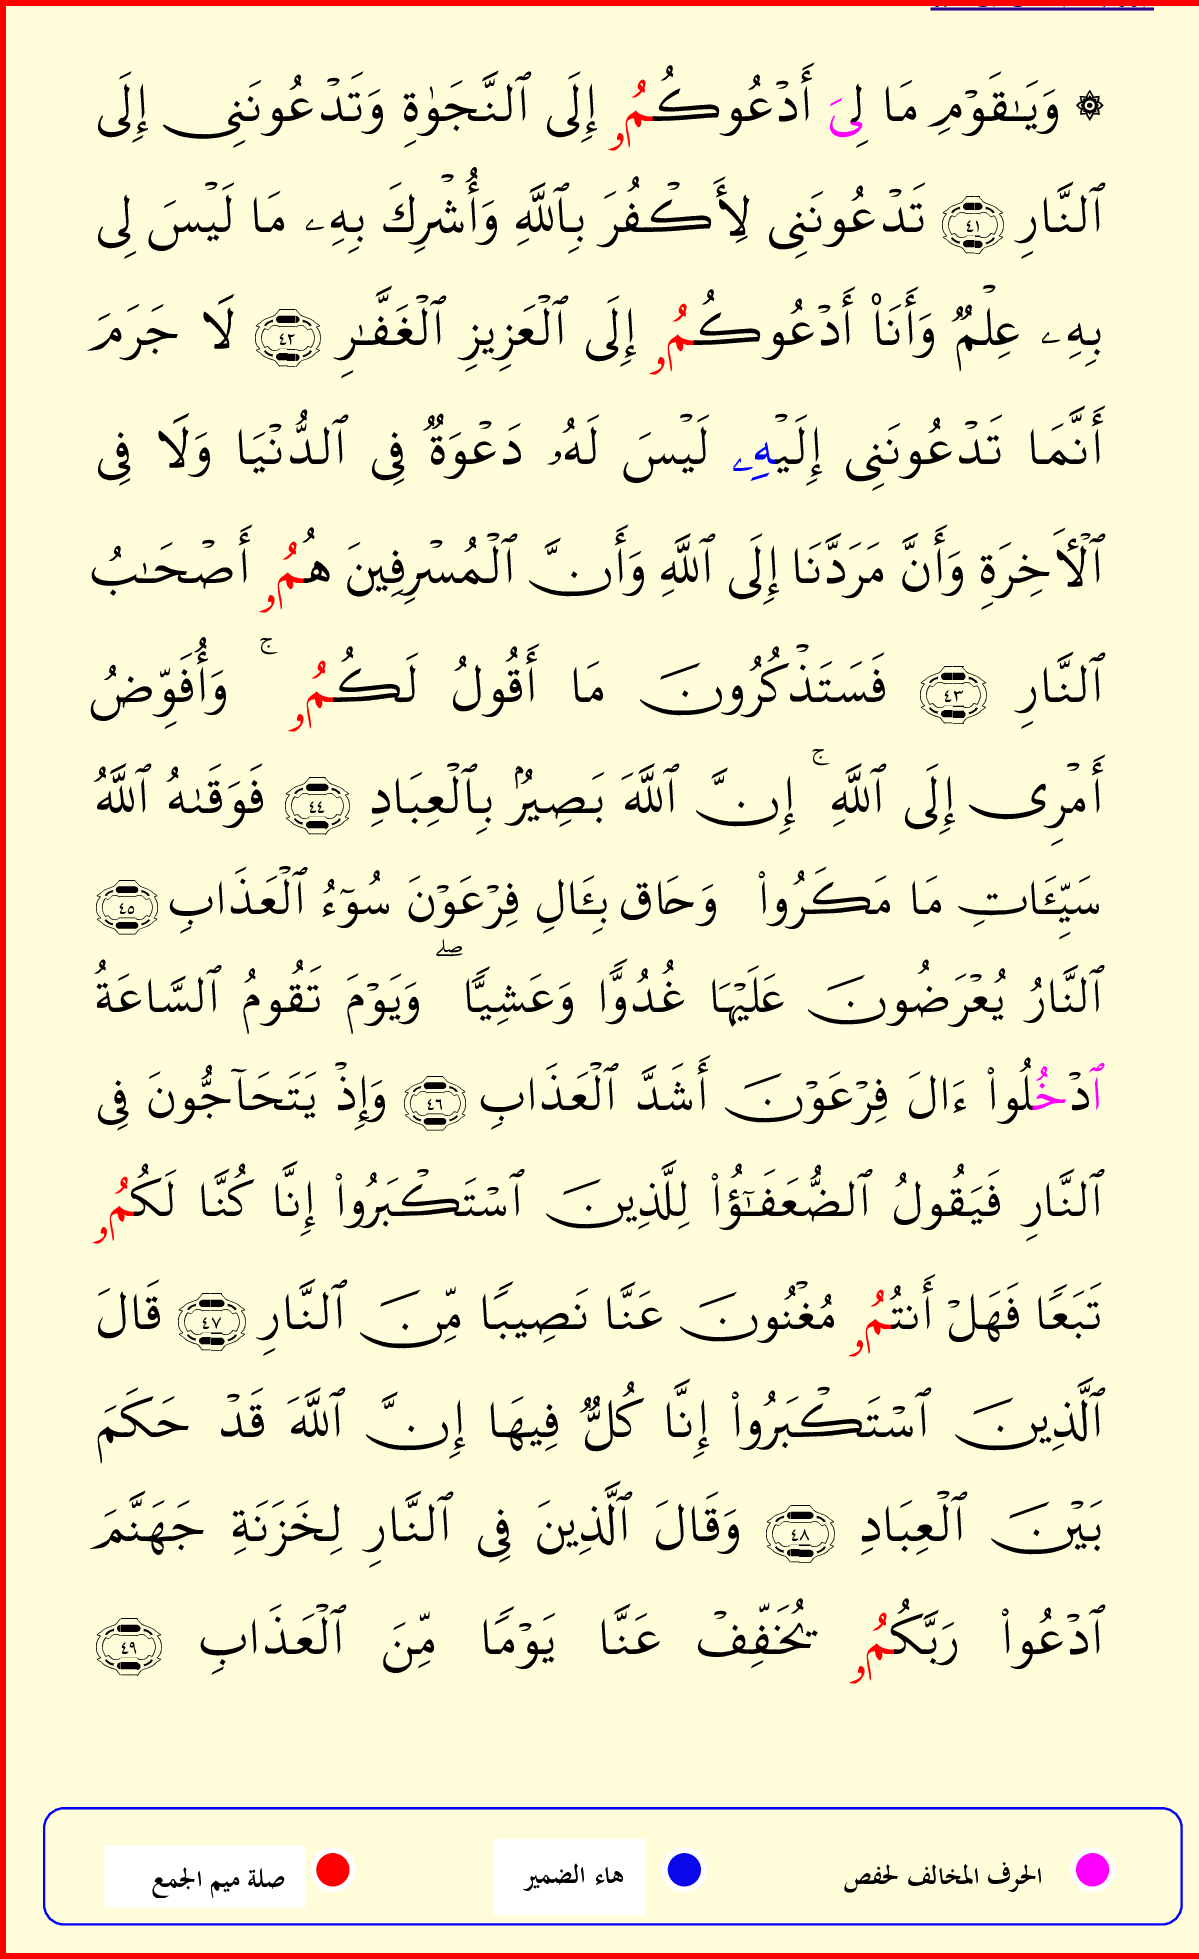 ۞ وَيَـٰقَوْمِ مَا لِىَ أَدْعُوكُمُۥ إِلَى ٱلنَّجَوٰةِ وَتَدْعُونَنِى إِلَى
ٱلنَّارِ ٤١ تَدْعُونَنِى لِأَكْفُرَ بِٱللَّهِ وَأُشْرِكَ بِهِۦ مَا لَيْسَ لِى
بِهِۦ عِلْمٌ وَأَنَا۠ أَدْعُوكُمُۥ إِلَى ٱلْعَزِيزِ ٱلْغَفَّـٰرِ ٤٢ لَا جَرَمَ
أَنَّمَا تَدْعُونَنِى إِلَيْهِۦ لَيْسَ لَهُۥ دَعْوَةٌ فِى ٱلدُّنْيَا وَلَا فِى
ٱلْأَخِرَةِ وَأَنَّ مَرَدَّنَا إِلَى ٱللَّهِ وَأَنَّ ٱلْمُسْرِفِينَ هُمُۥ أَصْحَـٰبُ
ٱلنَّارِ ٤٣ فَسَتَذْكُرُونَ مَا أَقُولُ لَكُمُۥ ۚ وَأُفَوِّضُ
أَمْرِى إِلَى ٱللَّهِ ۚ إِنَّ ٱللَّهَ بَصِيرٌۢ بِٱلْعِبَادِ ٤٤ فَوَقَىٰهُ ٱللَّهُ
سَيِّـَٔاتِ مَا مَكَرُوا۟ وَحَاقَ بِـَٔالِ فِرْعَوْنَ سُوٓءُ ٱلْعَذَابِ ٤٥
ٱلنَّارُ يُعْرَضُونَ عَلَيْهَا غُدُوًّا وَعَشِيًّا ۖ وَيَوْمَ تَقُومُ ٱلسَّاعَةُ
ٱدْخُلُوا۟ ءَالَ فِرْعَوْنَ أَشَدَّ ٱلْعَذَابِ ٤٦ وَإِذْ يَتَحَآجُّونَ فِى
ٱلنَّارِ فَيَقُولُ ٱلضُّعَفَـٰٓؤُا۟ لِلَّذِينَ ٱسْتَكْبَرُوا۟ إِنَّا كُنَّا لَكُمُۥ
تَبَعًا فَهَلْ أَنتُمُۥ مُغْنُونَ عَنَّا نَصِيبًا مِّنَ ٱلنَّارِ ٤٧ قَالَ
ٱلَّذِينَ ٱسْتَكْبَرُوا۟ إِنَّا كُلٌّ فِيهَا إِنَّ ٱللَّهَ قَدْ حَكَمَ
بَيْنَ ٱلْعِبَادِ ٤٨ وَقَالَ ٱلَّذِينَ فِى ٱلنَّارِ لِخَزَنَةِ جَهَنَّمَ
ٱدْعُوا۟ رَبَّكُمُۥ يُخَفِّفْ عَنَّا يَوْمًا مِّنَ ٱلْعَذَابِ ٤٩
الحرف المخالف لحفص
هاء الضمير
صلة ميم الجمع